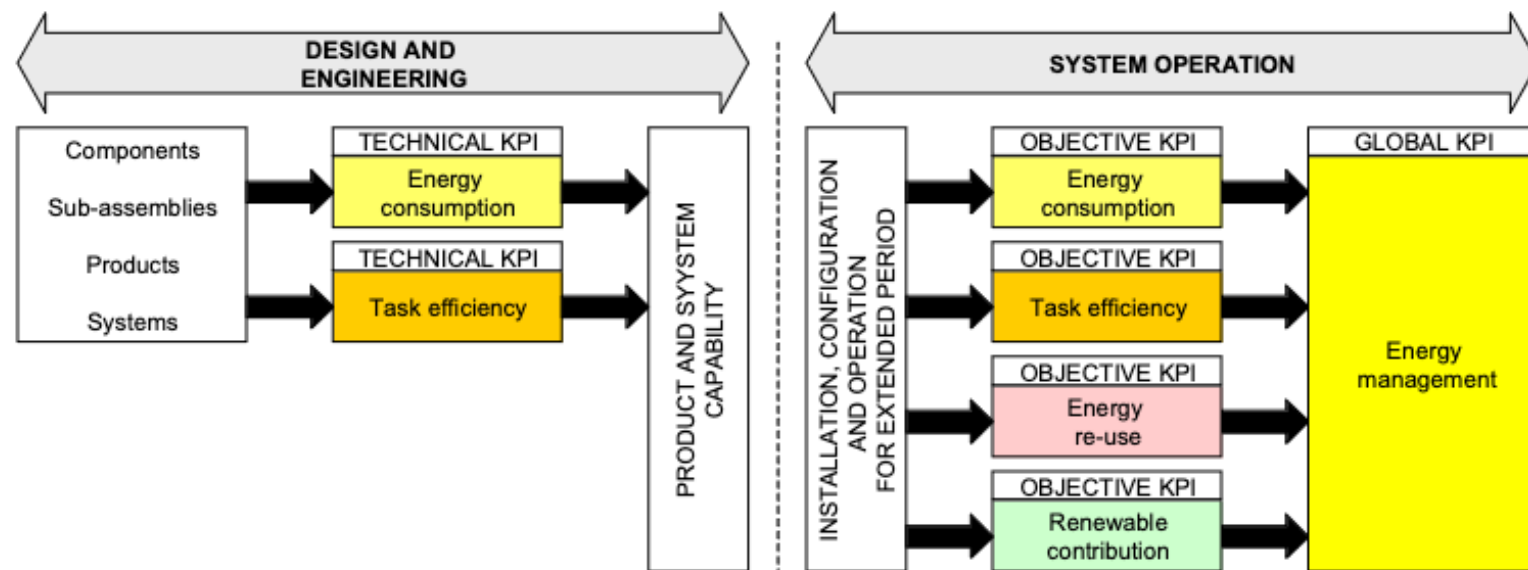 DESIGN AND
ENGINEERING
SYSTEM OPERATION
Components
Sub-assemblies
Products
Systems
TECHNICAL KPI
Energy
consumption
TECHNICAL KPI
Task efficiency
PRODUCT AND SYYSTEM
CAPABILITY
INSTALLATION, CONFIGURATION
AND OPERATION
FOR EXTENDED PERIOD
OBJECTIVE KPI
Energy
consumption
OBJECTIVE KPI
Task efficiency
OBJECTIVE KPI
Energy
re-use
OBJECTIVE KPI
Renewable
contribution
GLOBAL KPI
Energy
management